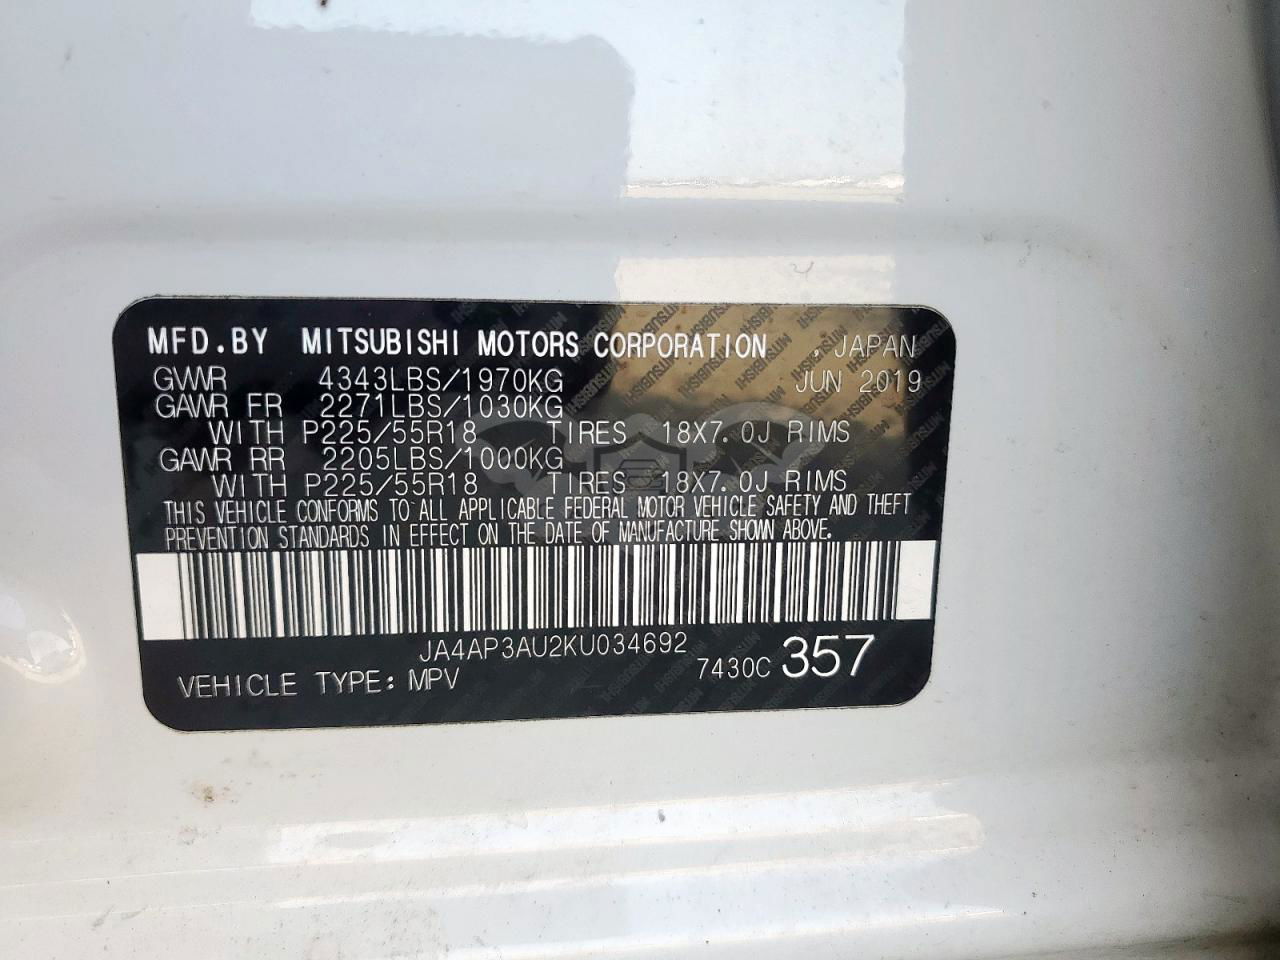 MFD.BY MITSUBISHI MOTORS CORPORATION , JAPAN
GVWR 4343LBS/1970KG JUN 2019
GAWR FR 2271LBS/1030KG
WITH P225/55R18 TIRES 18X7.0J RIMS
GAWR RR 2205LBS/1000KG
WITH P225/55R18 TIRES 18X7.0J RIMS
THIS VEHICLE CONFORMS TO ALL APPLICABLE FEDERAL MOTOR VEHICLE SAFETY AND THEFT
PREVENTION STANDARDS IN EFFECT ON THE DATE OF MANUFACTURE SHOWN ABOVE.
JA4AP3AU2KU034692
VEHICLE TYPE: MPV 7430C 357